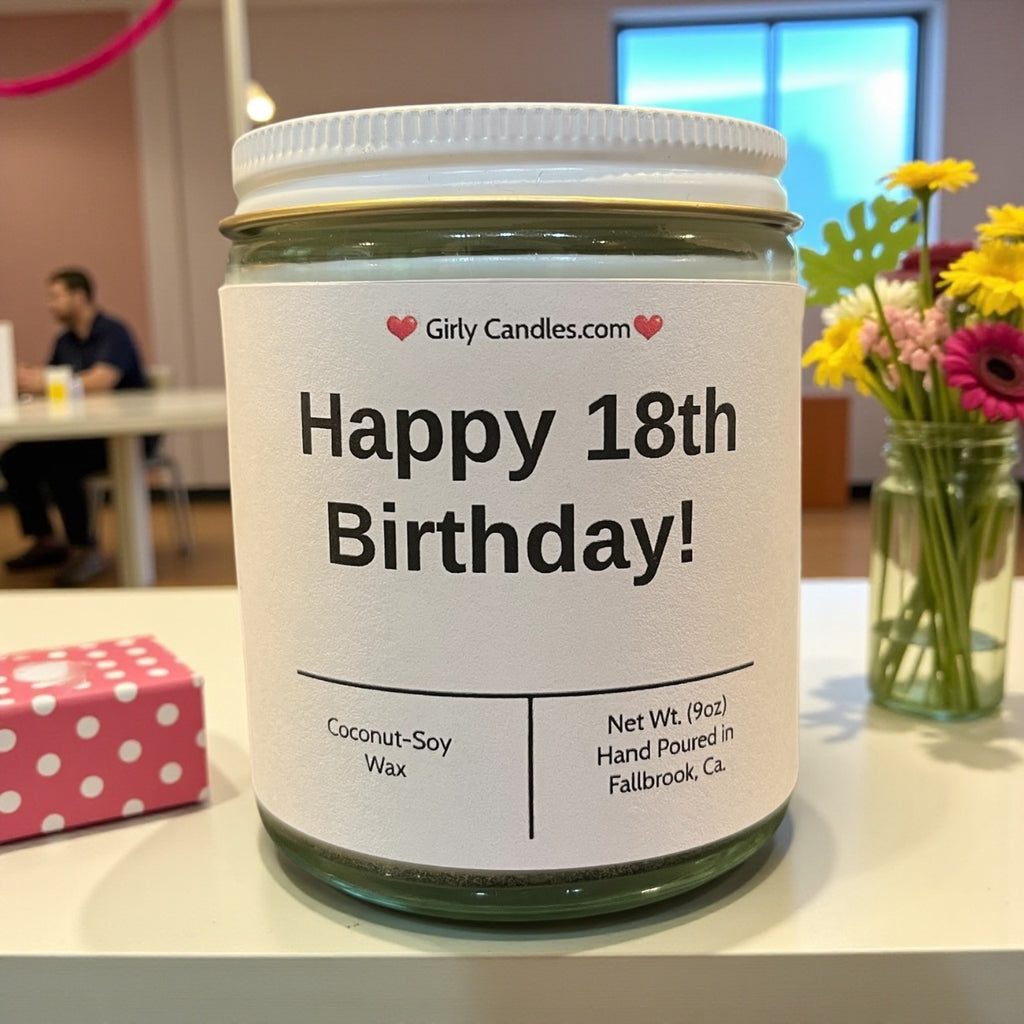 ❤️ Girly Candles.com ❤️
Happy 18th
Birthday!
Coconut-Soy
Wax
Net Wt. (9oz)
Hand Poured in
Fallbrook, Ca.